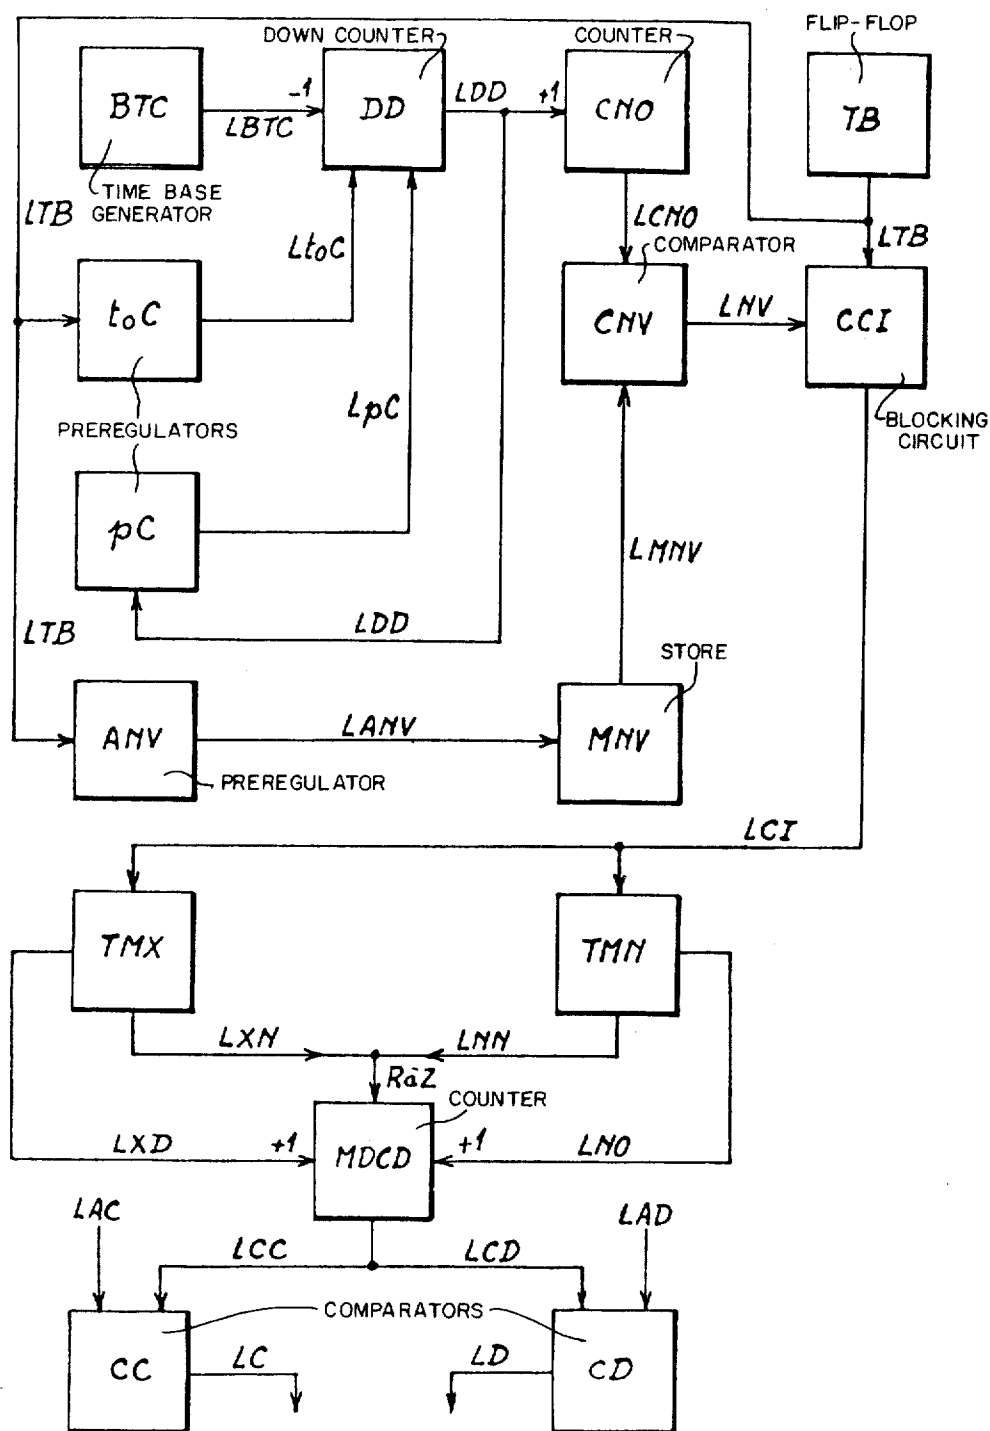 FLIP-FLOP
DOWN COUNTER
COUNTER
BTC
-1
LBTC
DD
LDD
+1
CNO
TB
TIME BASE
GENERATOR
LTB
LtoC
LCNO
COMPARATOR
LTB
toC
CNV
LNV
CCI
PREREGULATORS
LpC
BLOCKING
CIRCUIT
pC
LMNV
LTB
LDD
STORE
ANV
LANV
MNV
PREREGULATOR
LCI
TMX
TMN
LXN
LNN
RàZ
COUNTER
LXD
+1
MDCD
+1
LNO
LAC
LAD
LCC
LCD
COMPARATORS
CC
LC
LD
CD